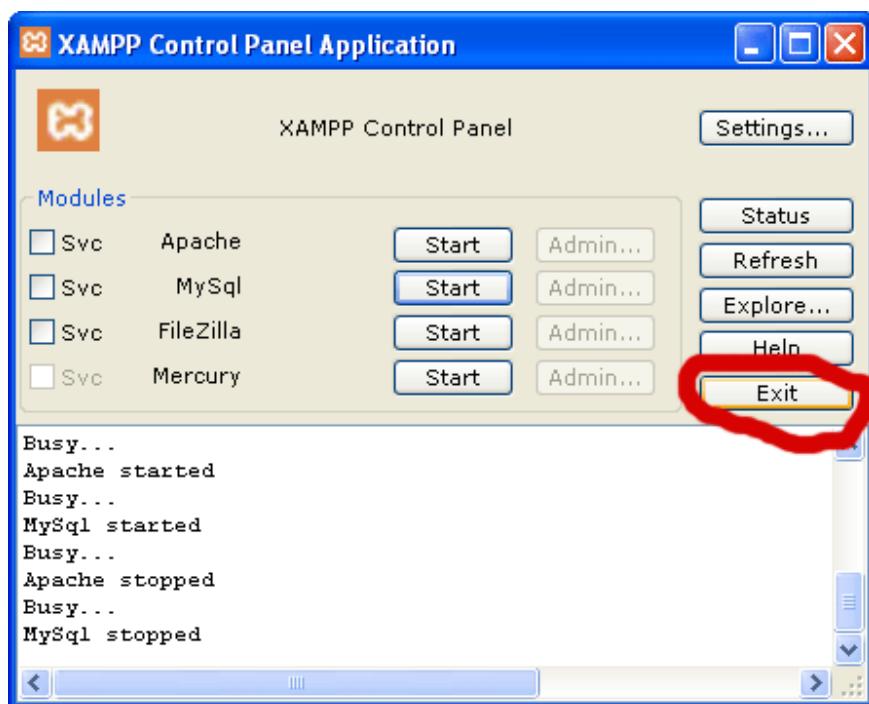 XAMPP Control Panel Application
XAMPP Control Panel
Settings...
Modules
Svc Apache Start Admin...
Svc MySql Start Admin...
Svc FileZilla Start Admin...
Svc Mercury Start Admin...
Status
Refresh
Explore...
Help
Exit
Busy...
Apache started
Busy...
MySql started
Busy...
Apache stopped
Busy...
MySql stopped